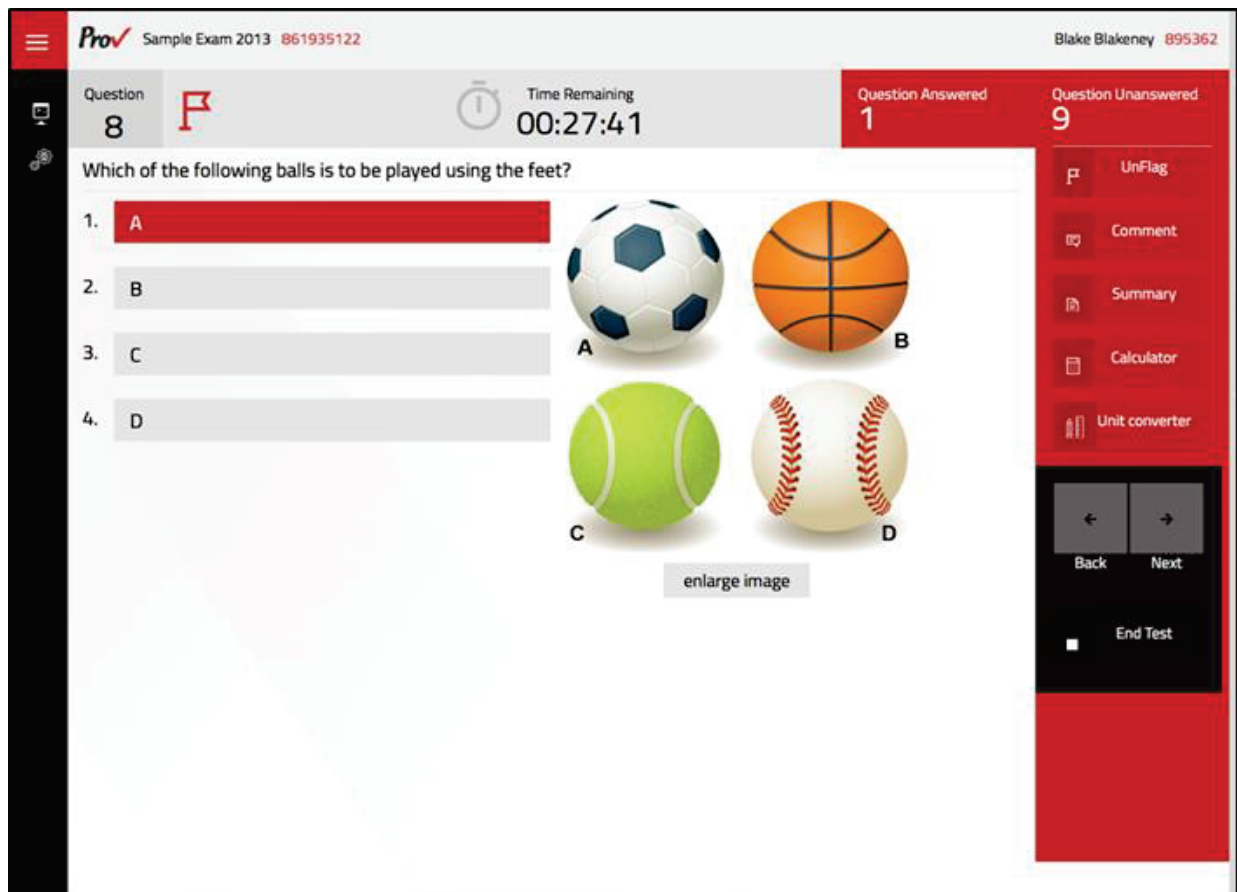 Prov Sample Exam 2013 861935122 Blake Blakeney 895362
Question
8
Time Remaining
00:27:41
Question Answered
1
Question Unanswered
9
Which of the following balls is to be played using the feet?
1. A
2. B
3. C
4. D
A
B
C
D
enlarge image
UnFlag
Comment
Summary
Calculator
Unit converter
Back Next
End Test